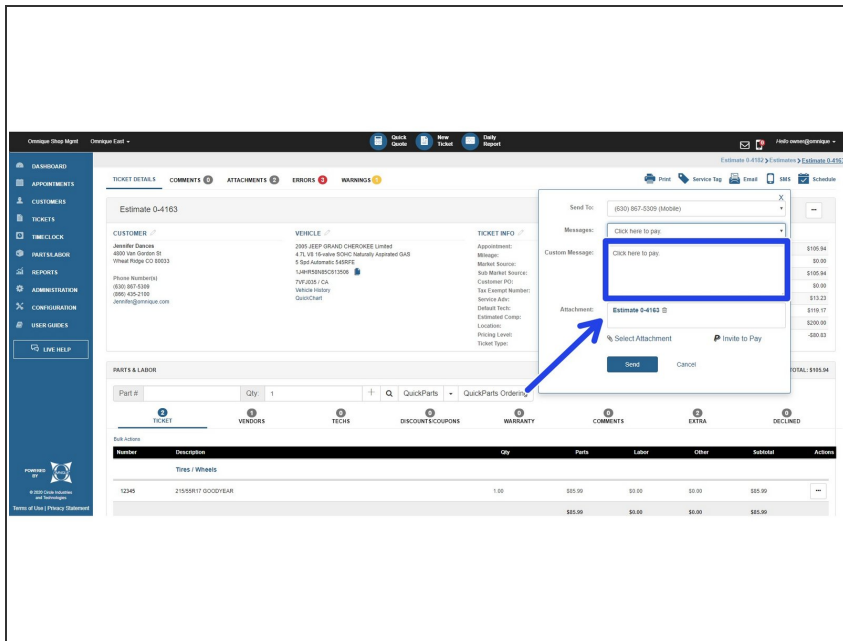 Omnique Shop Mgmt Omnique East
Quick Quote
New Ticket
Daily Report
Hello owner@omnique
DASHBOARD
APPOINTMENTS
CUSTOMERS
TICKETS
TIMECLOCK
PARTS/LABOR
REPORTS
ADMINISTRATION
CONFIGURATION
USER GUIDES
LIVE HELP
POWERED BY
© 2020 Circle Industries
and Technologies
Terms of Use | Privacy Statement
Estimate 0-4182 > Estimates > Estimate 0-4163
TICKET DETAILS COMMENTS 0 ATTACHMENTS 2 ERRORS 3 WARNINGS 1
Print Service Tag Email SMS Schedule
Estimate 0-4163
CUSTOMER
Jennifer Dances
4800 Van Gordon St
Wheat Ridge CO 80033
Phone Number(s)
(630) 867-5309
(986) 435-2100
Jennifer@omnique.com
VEHICLE
2005 JEEP GRAND CHEROKEE Limited
4.7L V8 16-valve SOHC Naturally Aspirated GAS
5 Spd Automatic 545RFE
1J4HR58N85C613506
7VFJ035 / CA
Vehicle History
QuickChart
TICKET INFO
Appointment:
Mileage:
Market Source:
Sub Market Source:
Customer PO:
Tax Exempt Number:
Service Adv:
Default Tech:
Estimated Comp:
Location:
Pricing Level:
Ticket Type:
X
Send To: (630) 867-5309 (Mobile)
Messages: Click here to pay
Custom Message: Click here to pay
Attachment: Estimate 0-4163
Select Attachment Invite to Pay
Send Cancel
$105.94
$0.00
$105.94
$0.00
$13.23
$119.17
$200.00
-$80.83
PARTS & LABOR
TOTAL: $105.94
Part # Qty: 1 QuickParts QuickParts Ordering
2 TICKET
1 VENDORS
0 TECHS
0 DISCOUNTS/COUPONS
0 WARRANTY
0 COMMENTS
2 EXTRA
0 DECLINED
Bulk Actions
Number Description Qty Parts Labor Other Subtotal Actions
Tires / Wheels
12345 215/55R17 GOODYEAR 1.00 $85.99 $0.00 $0.00 $85.99
$85.99 $0.00 $0.00 $85.99